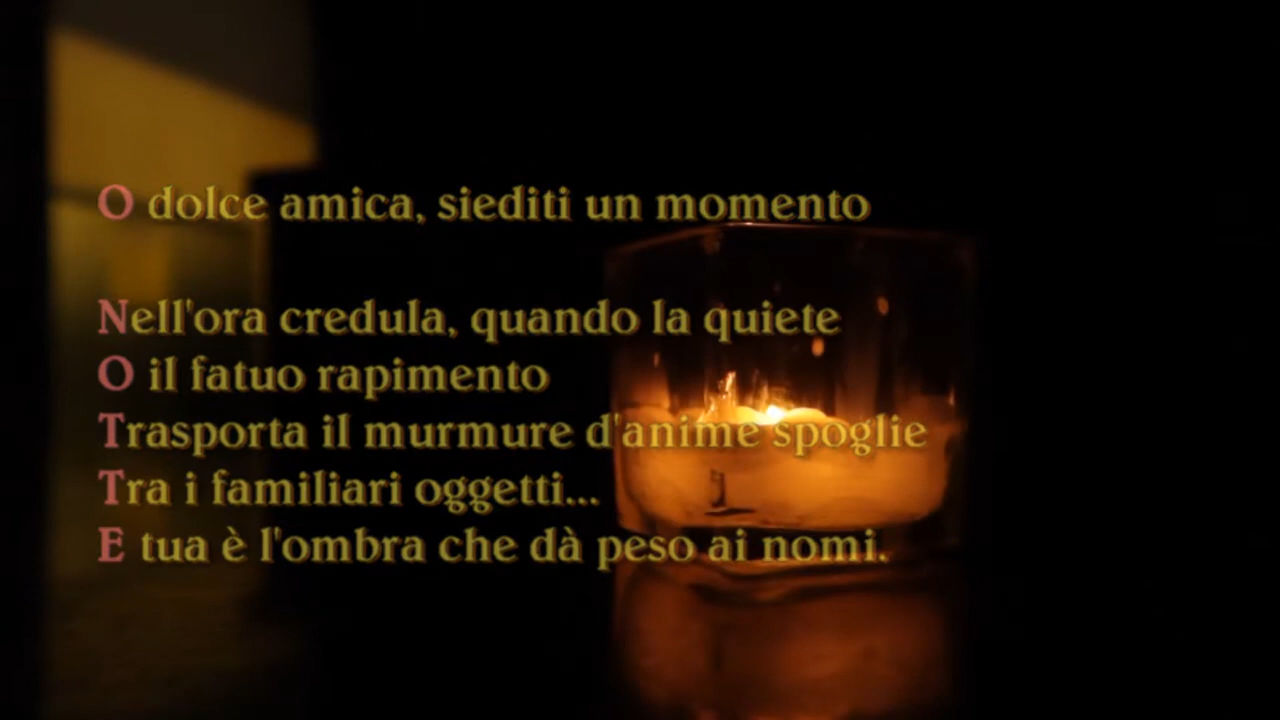 O dolce amica, siediti un momento
Nell'ora credula, quando la quiete
O il fatuo rapimento
Trasporta il murmure d'anime spoglie
Tra i familiari oggetti...
E tua è l'ombra che dà peso ai nomi.